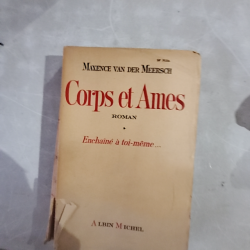 MAXENCE VAN DER MEERSCH
Corps et Ames
ROMAN
Enchaîné à toi-même...
ALBIN MICHEL